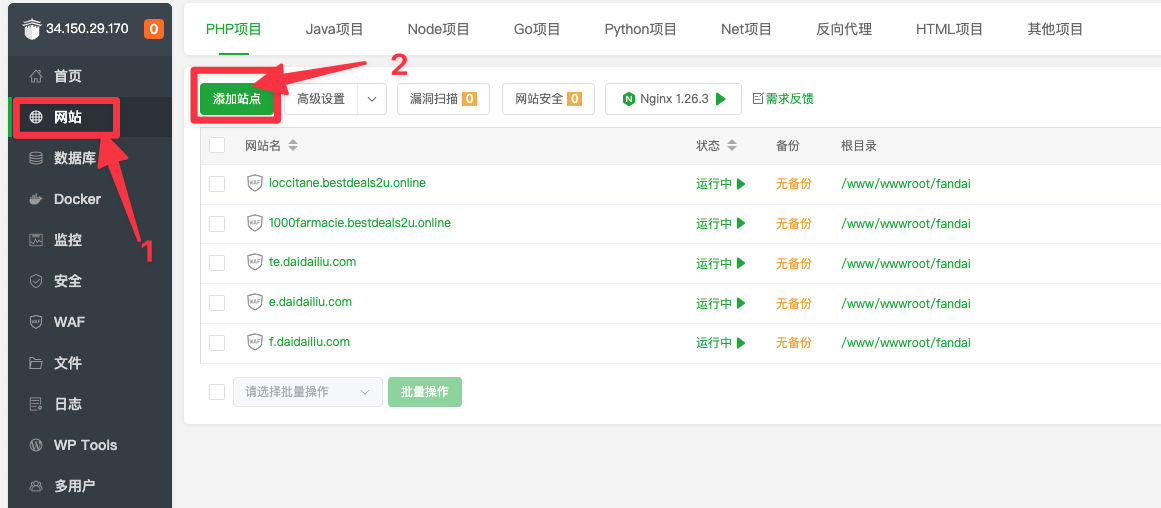 34.150.29.170 0
首页
网站
数据库
Docker
监控
安全
WAF
文件
日志
WP Tools
多用户
1
PHP项目 Java项目 Node项目 Go项目 Python项目 Net项目 反向代理 HTML项目 其他项目
2
添加站点 高级设置 漏洞扫描 0 网站安全 0 N Nginx 1.26.3 需求反馈
网站名 状态 备份 根目录
WAF loccitane.bestdeals2u.online 运行中 无备份 /www/wwwroot/fandai
WAF 1000farmacie.bestdeals2u.online 运行中 无备份 /www/wwwroot/fandai
WAF te.daidailiu.com 运行中 无备份 /www/wwwroot/fandai
WAF e.daidailiu.com 运行中 无备份 /www/wwwroot/fandai
WAF f.daidailiu.com 运行中 无备份 /www/wwwroot/fandai
请选择批量操作 批量操作